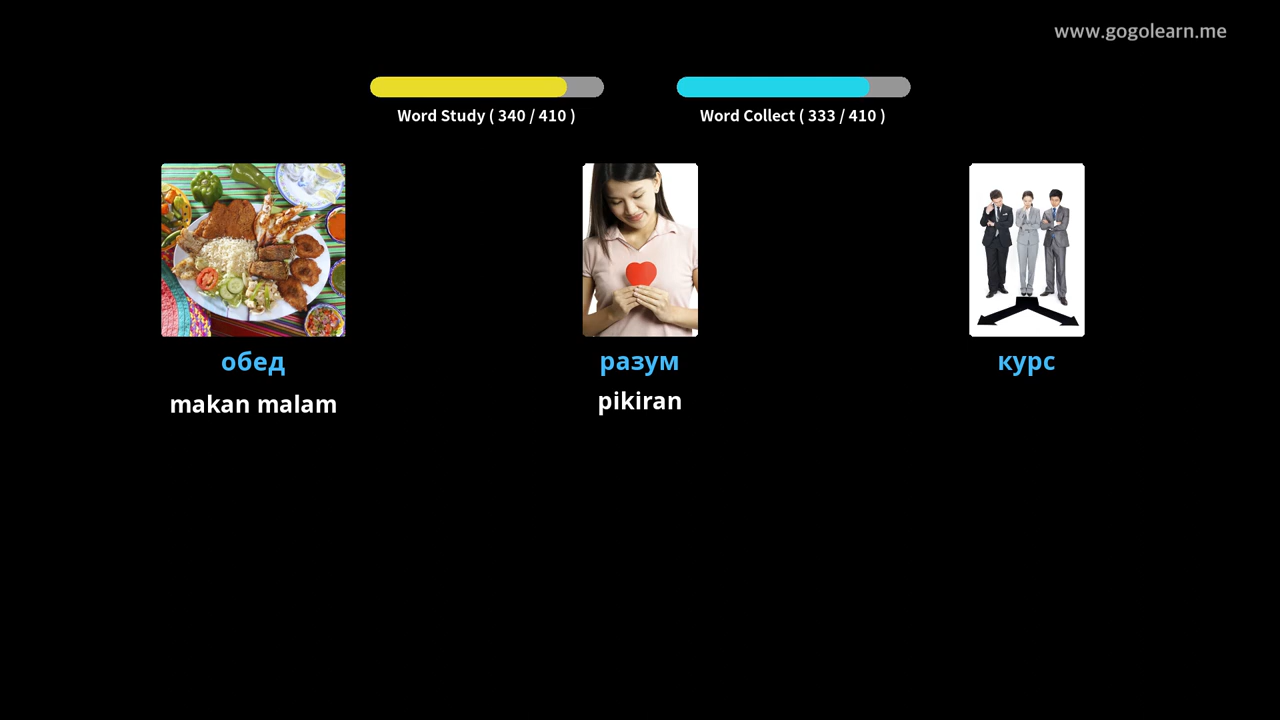 www.gogolearn.me
Word Study ( 340 / 410 )
Word Collect ( 333 / 410 )
обед
разум
курс
makan malam
pikiran